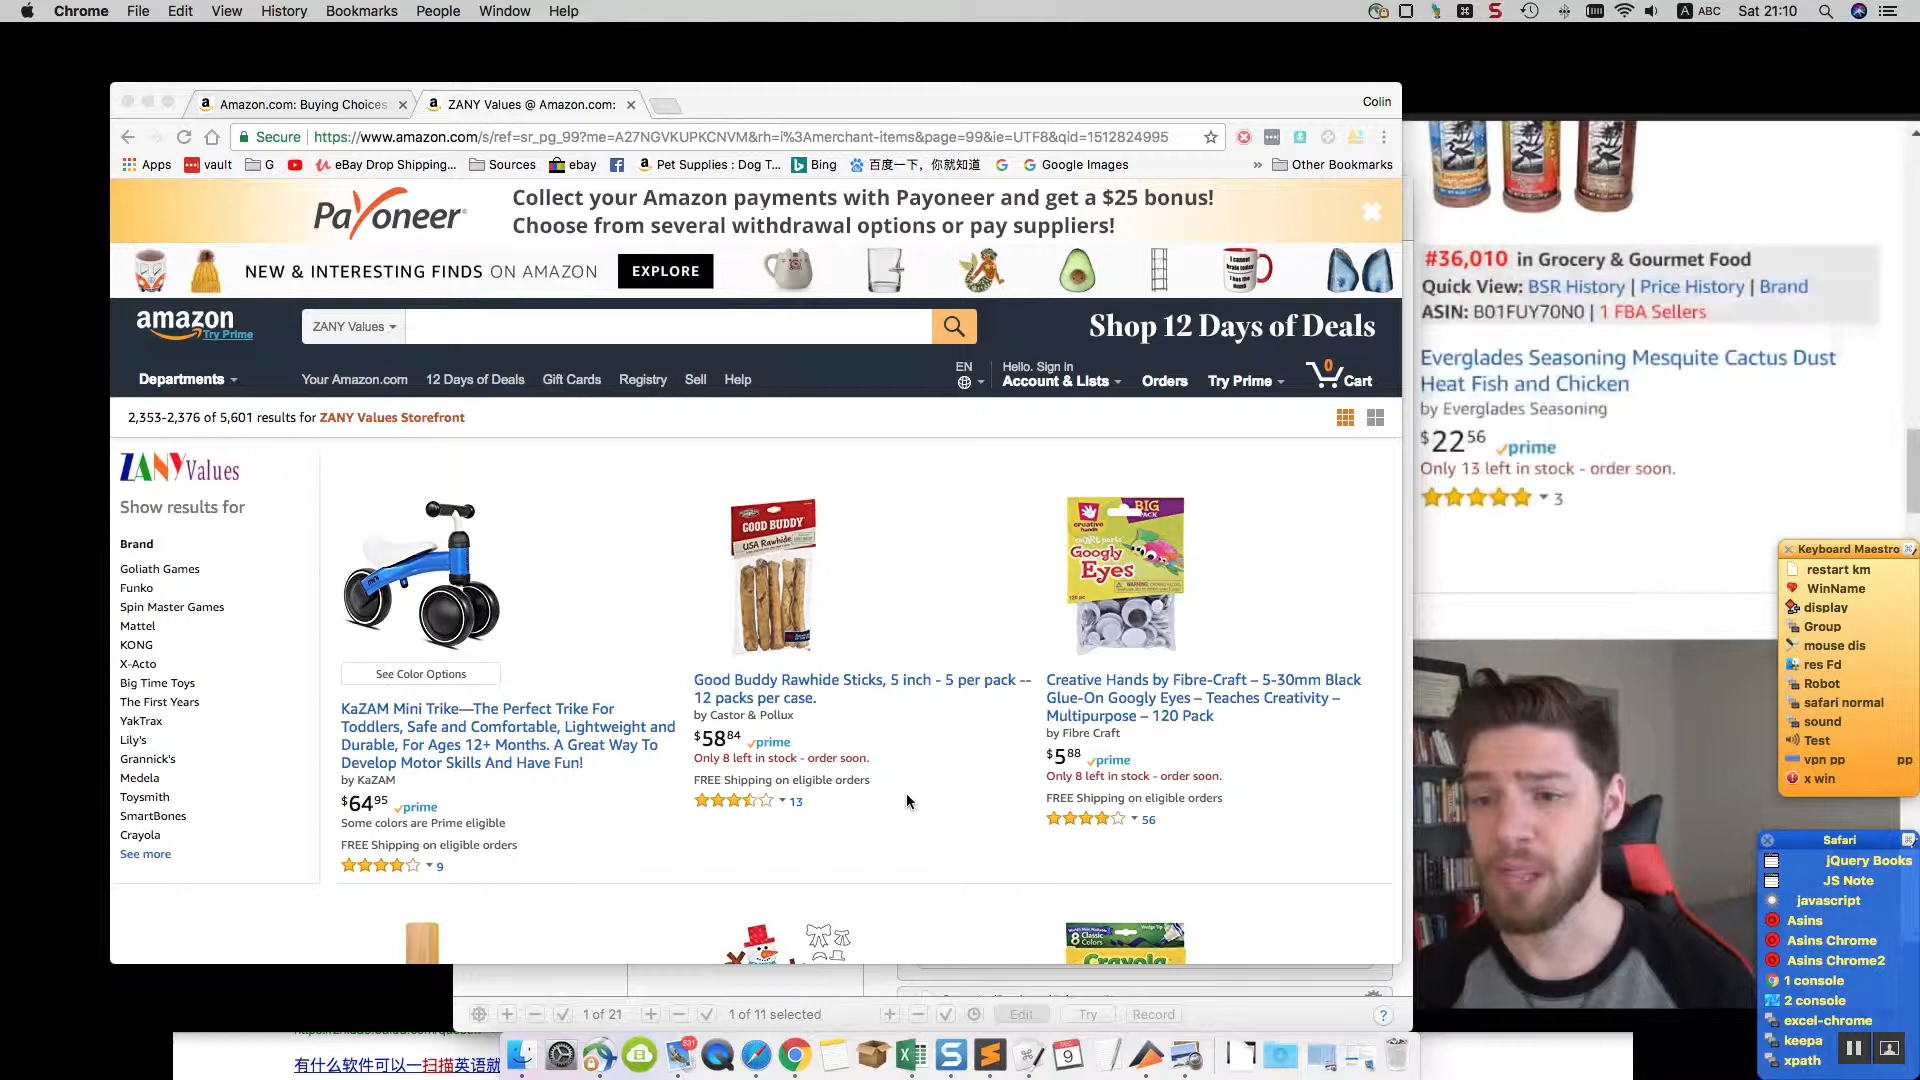 Chrome File Edit View History Bookmarks People Window Help
A ABC Sat 21:10
Amazon.com: Buying Choices
ZANY Values @ Amazon.com:
Colin
Secure https://www.amazon.com/s/ref=sr_pg_99?me=A27NGVKUPKCNVM&rh=i%3Amerchant-items&page=99&ie=UTF8&qid=1512824995
Apps vault G eBay Drop Shipping... Sources ebay Pet Supplies : Dog T... Bing 百度一下，你就知道 Google Images » Other Bookmarks
Payoneer
Collect your Amazon payments with Payoneer and get a $25 bonus!
Choose from several withdrawal options or pay suppliers!
NEW & INTERESTING FINDS ON AMAZON EXPLORE
amazon
Try Prime
ZANY Values
Shop 12 Days of Deals
Departments
Your Amazon.com 12 Days of Deals Gift Cards Registry Sell Help
EN
Hello. Sign in
Account & Lists
Orders
Try Prime
0
Cart
2,353-2,376 of 5,601 results for ZANY Values Storefront
ZANY Values
Show results for
Brand
Goliath Games
Funko
Spin Master Games
Mattel
KONG
X-Acto
Big Time Toys
The First Years
YakTrax
Lily's
Grannick's
Medela
Toysmith
SmartBones
Crayola
See more
See Color Options
KaZAM Mini Trike—The Perfect Trike For
Toddlers, Safe and Comfortable, Lightweight and
Durable, For Ages 12+ Months. A Great Way To
Develop Motor Skills And Have Fun!
by KaZAM
$64 95 prime
Some colors are Prime eligible
FREE Shipping on eligible orders
9
GOOD BUDDY
USA Rawhide
Good Buddy Rawhide Sticks, 5 inch - 5 per pack --
12 packs per case.
by Castor & Pollux
$58 84 prime
Only 8 left in stock - order soon.
FREE Shipping on eligible orders
13
creative hands
BIG PACK
Googly Eyes
Creative Hands by Fibre-Craft – 5-30mm Black
Glue-On Googly Eyes – Teaches Creativity –
Multipurpose – 120 Pack
by Fibre Craft
$5 88 prime
Only 8 left in stock - order soon.
FREE Shipping on eligible orders
56
8 Classic Colors
Crayola
#36,010 in Grocery & Gourmet Food
Quick View: BSR History | Price History | Brand
ASIN: B01FUY70N0 | 1 FBA Sellers
Everglades Seasoning Mesquite Cactus Dust
Heat Fish and Chicken
by Everglades Seasoning
$22 56 prime
Only 13 left in stock - order soon.
3
Keyboard Maestro
restart km
WinName
display
Group
mouse dis
res Fd
Robot
safari normal
sound
Test
vpn pp pp
x win
Safari
jQuery Books
JS Note
javascript
Asins
Asins Chrome
Asins Chrome2
1 console
2 console
excel-chrome
keepa
xpath
1 of 21
1 of 11 selected
Edit Try Record
?
有什么软件可以一扫描英语就
531
9